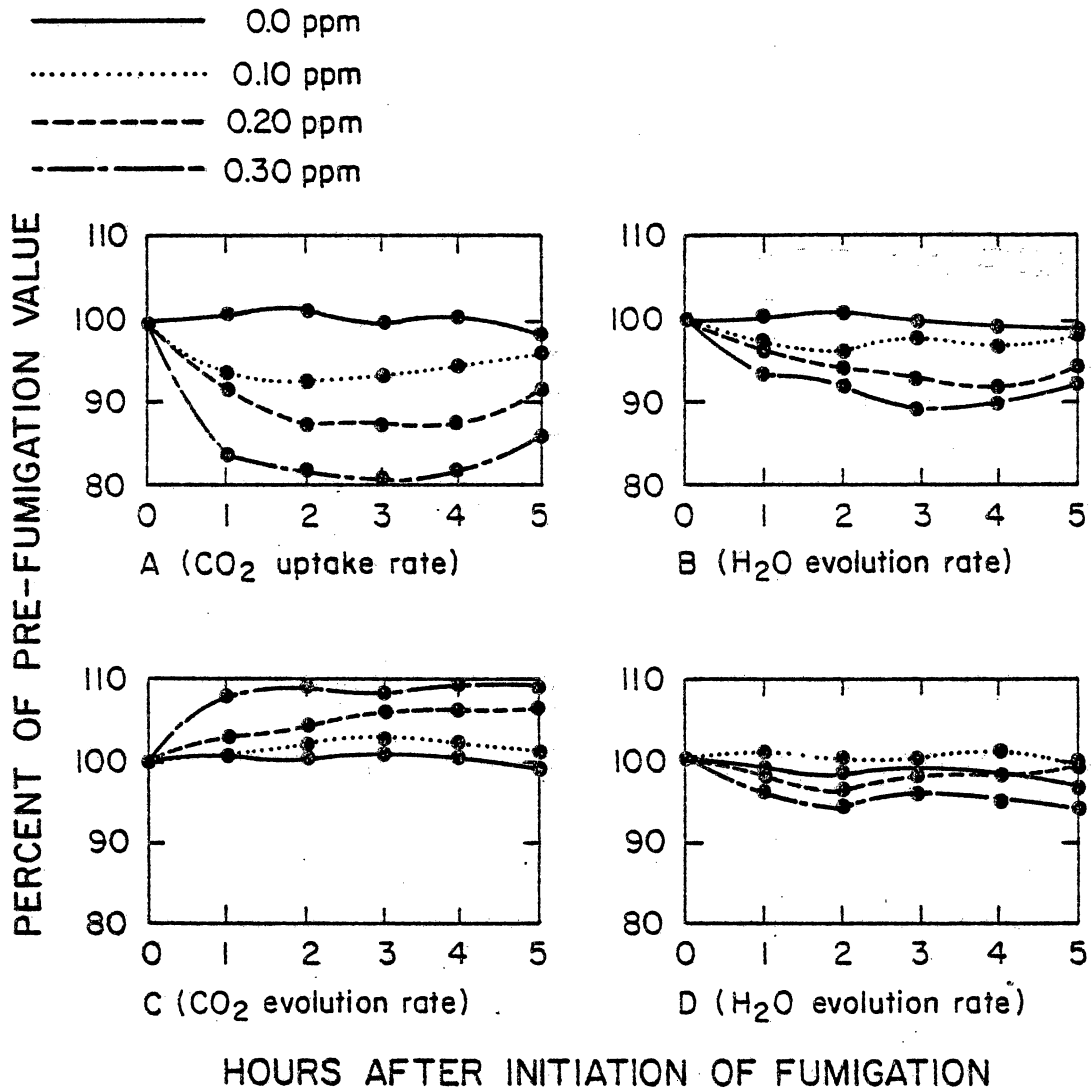 0.0 ppm
0.10 ppm
0.20 ppm
0.30 ppm
PERCENT OF PRE-FUMIGATION VALUE
110
100
90
80
0 1 2 3 4 5
A (CO₂ uptake rate)
110
100
90
80
0 1 2 3 4 5
B (H₂O evolution rate)
110
100
90
80
0 1 2 3 4 5
C (CO₂ evolution rate)
110
100
90
80
0 1 2 3 4 5
D (H₂O evolution rate)
HOURS AFTER INITIATION OF FUMIGATION